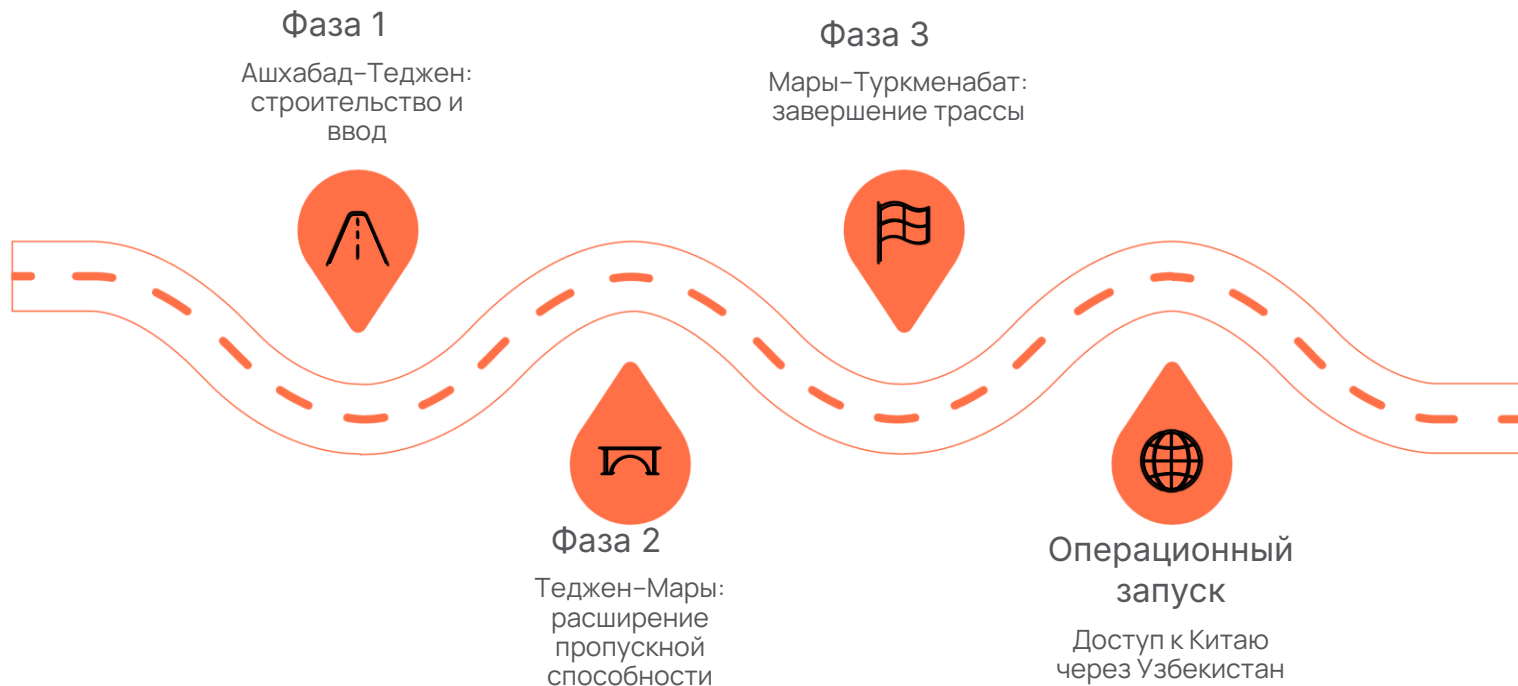 Фаза 1
Ашхабад–Теджен:
строительство и
ввод
Фаза 2
Теджен–Мары:
расширение
пропускной
способности
Фаза 3
Мары–Туркменабат:
завершение трассы
Операционный
запуск
Доступ к Китаю
через Узбекистан